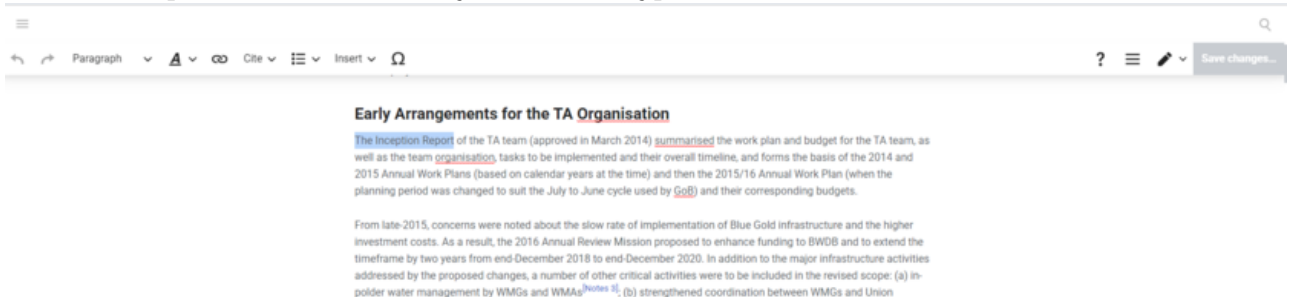 Paragraph A Cite Insert Ω ? Save changes...
Early Arrangements for the TA Organisation
The Inception Report of the TA team (approved in March 2014) summarised the work plan and budget for the TA team, as
well as the team organisation, tasks to be implemented and their overall timeline, and forms the basis of the 2014 and
2015 Annual Work Plans (based on calendar years at the time) and then the 2015/16 Annual Work Plan (when the
planning period was changed to suit the July to June cycle used by GoB) and their corresponding budgets.
From late-2015, concerns were noted about the slow rate of implementation of Blue Gold infrastructure and the higher
investment costs. As a result, the 2016 Annual Review Mission proposed to enhance funding to BWDB and to extend the
timeframe by two years from end-December 2018 to end-December 2020. In addition to the major infrastructure activities
addressed by the proposed changes, a number of other critical activities were to be included in the revised scope: (a) in-
polder water management by WMGs and WMAs[Notes 3]; (b) strengthened coordination between WMGs and Union